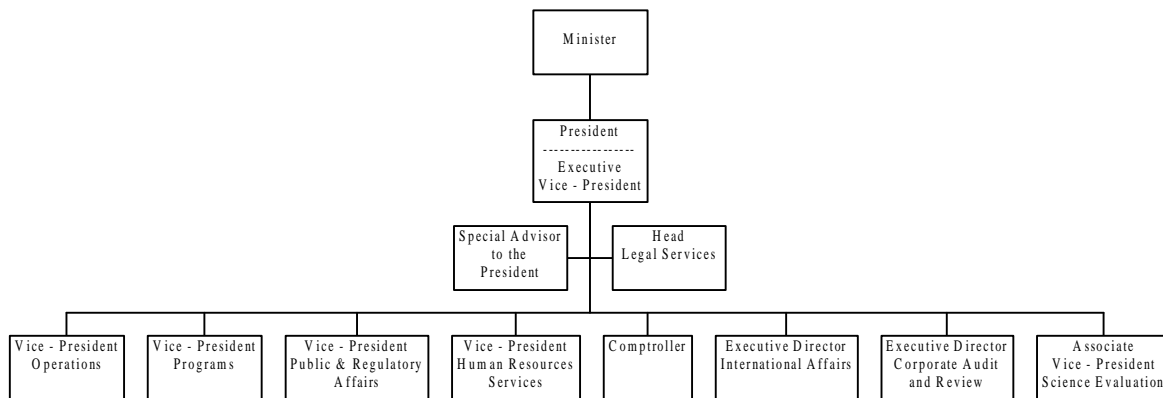 Minister
President
-----------------
Executive
Vice - President
Special Advisor
to the
President
Head
Legal Services
Vice - President
Operations
Vice - President
Programs
Vice - President
Public & Regulatory
Affairs
Vice - President
Human Resources
Services
Comptroller
Executive Director
International Affairs
Executive Director
Corporate Audit
and Review
Associate
Vice - President
Science Evaluation